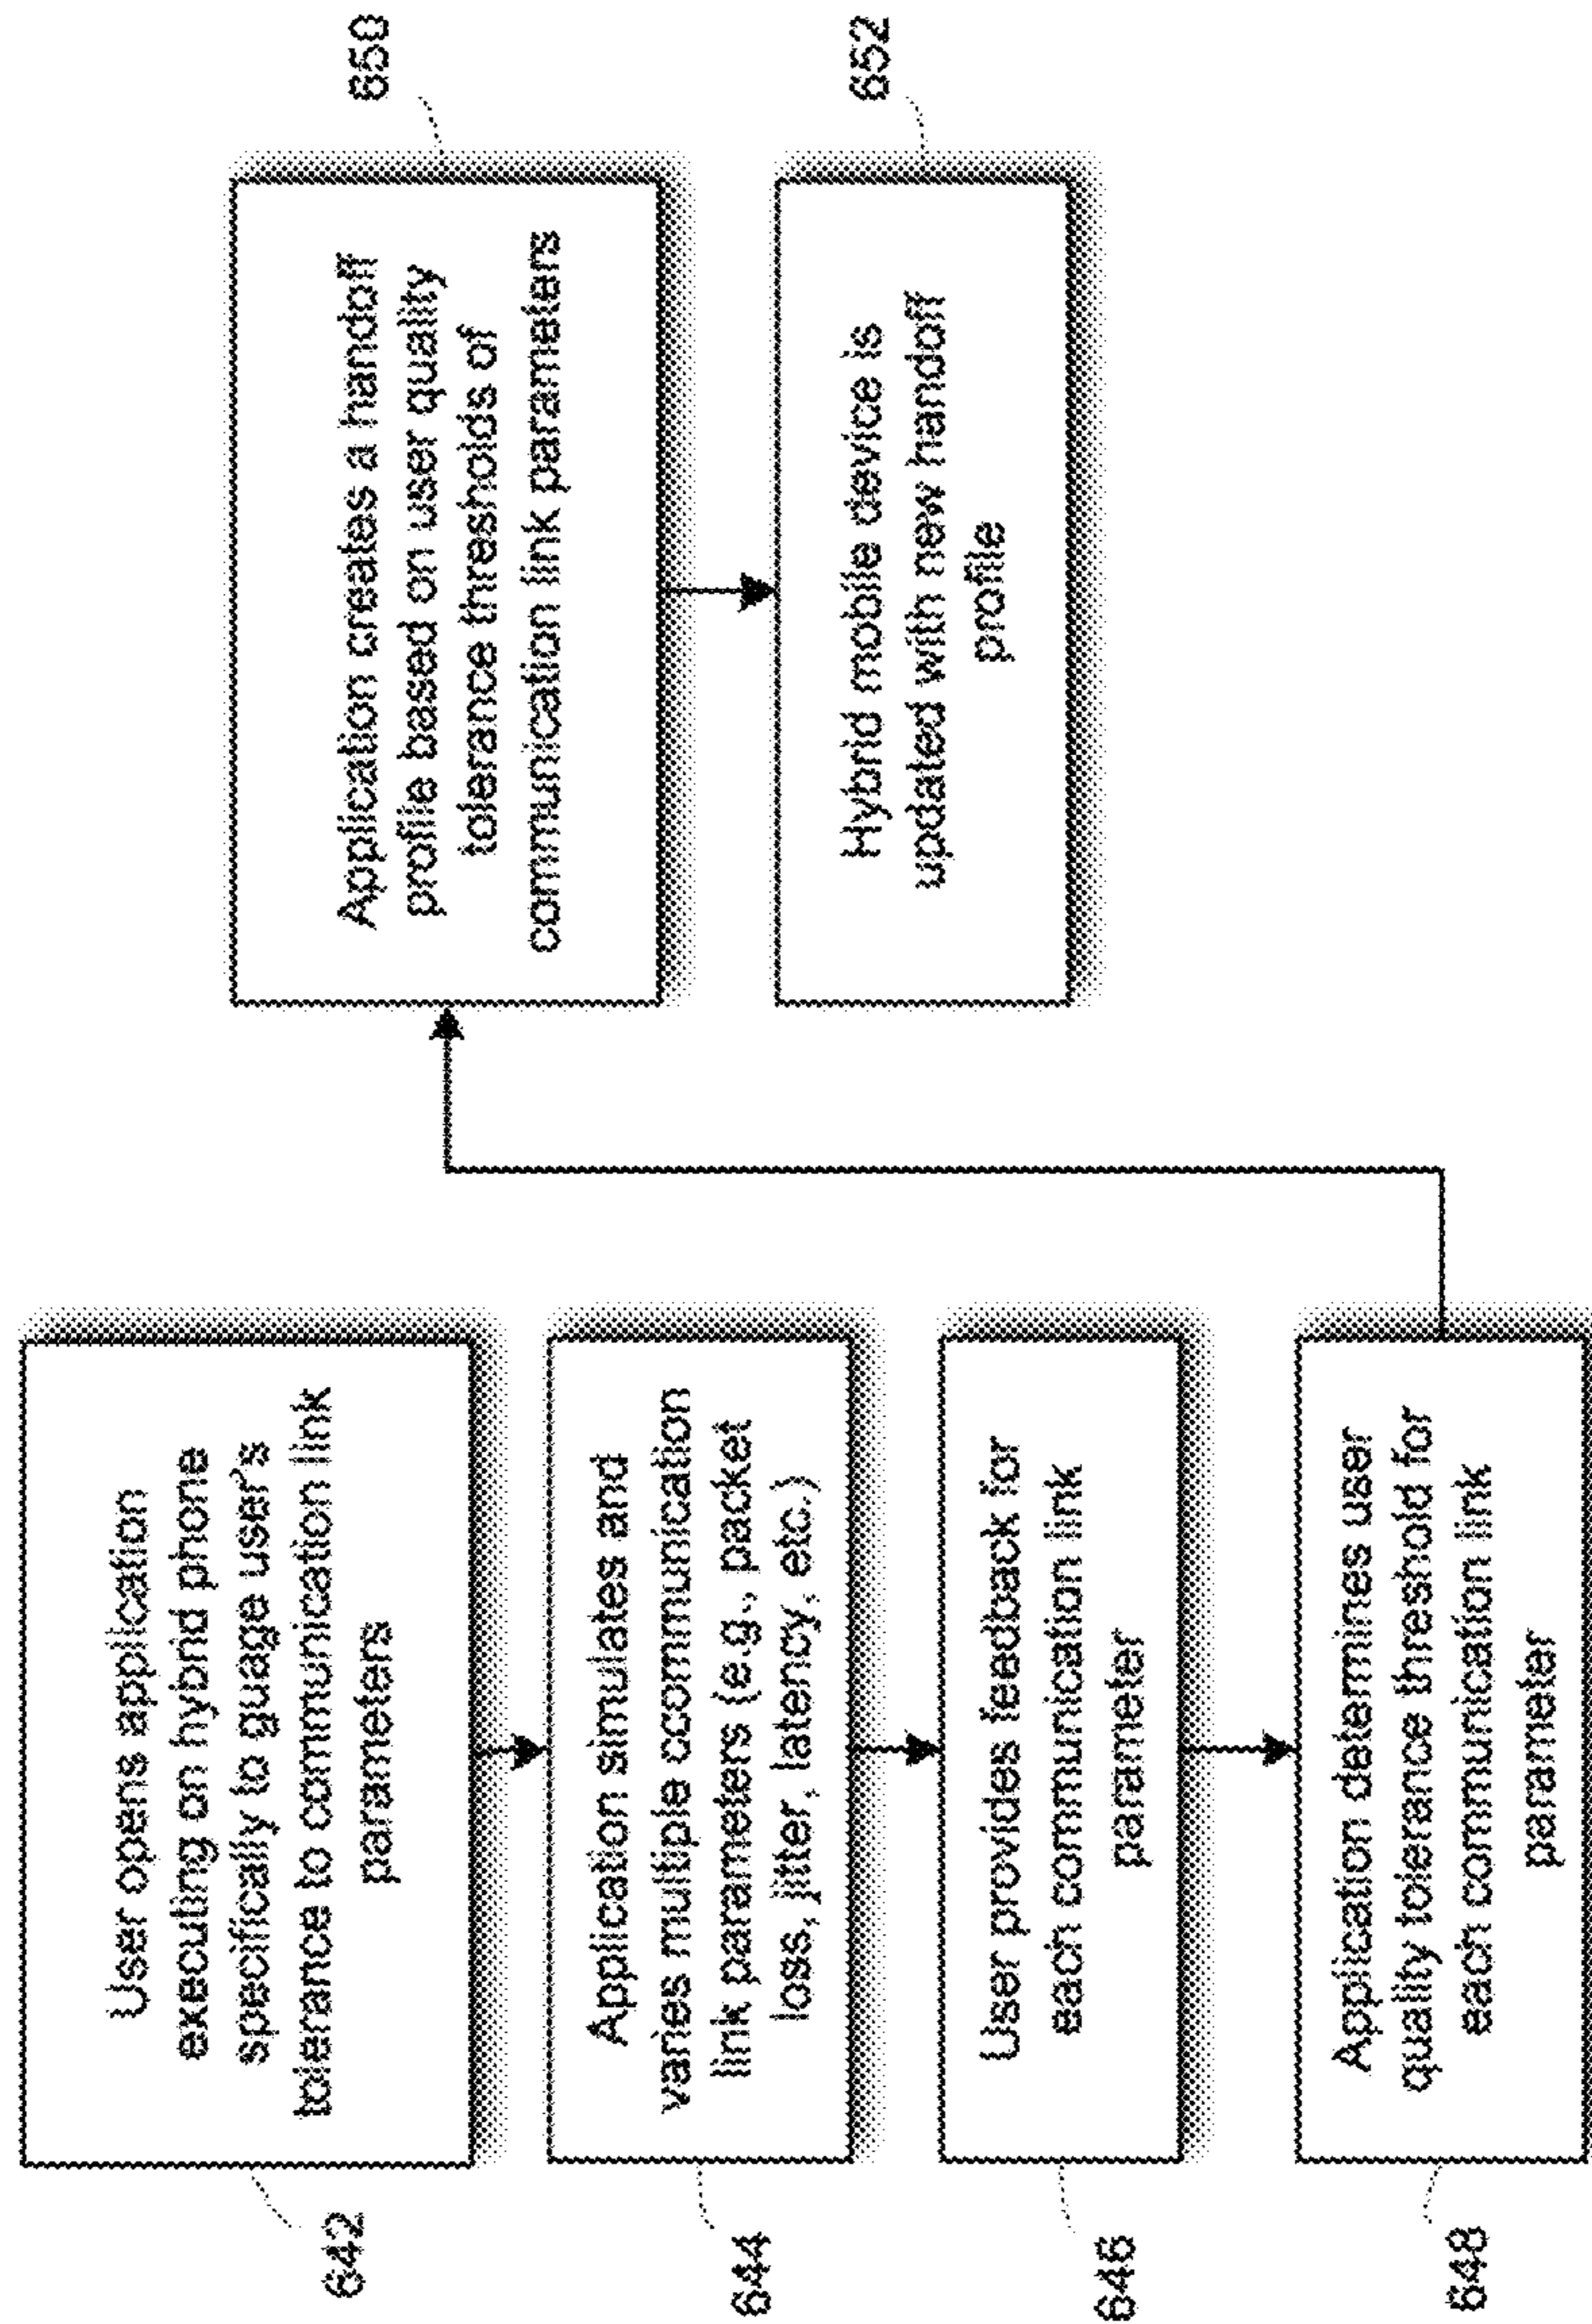 642
User opens application
executing on hybrid phone
specifically to guage user's
tolerance to communication link
parameters
644
Application simulates and
varies multiple ccommunication
link parameters (e.g., packet
loss, jitter, latency, etc.)
646
User provides feedback for
each communication link
parameter
648
Application determines user
quality tolerance threshold for
each communication link
parameter
650
Application creates a handoff
profile based on user quality
tolerance thresholds of
communication link parameters
652
Hybrid mobile device is
updated with new handoff
profile